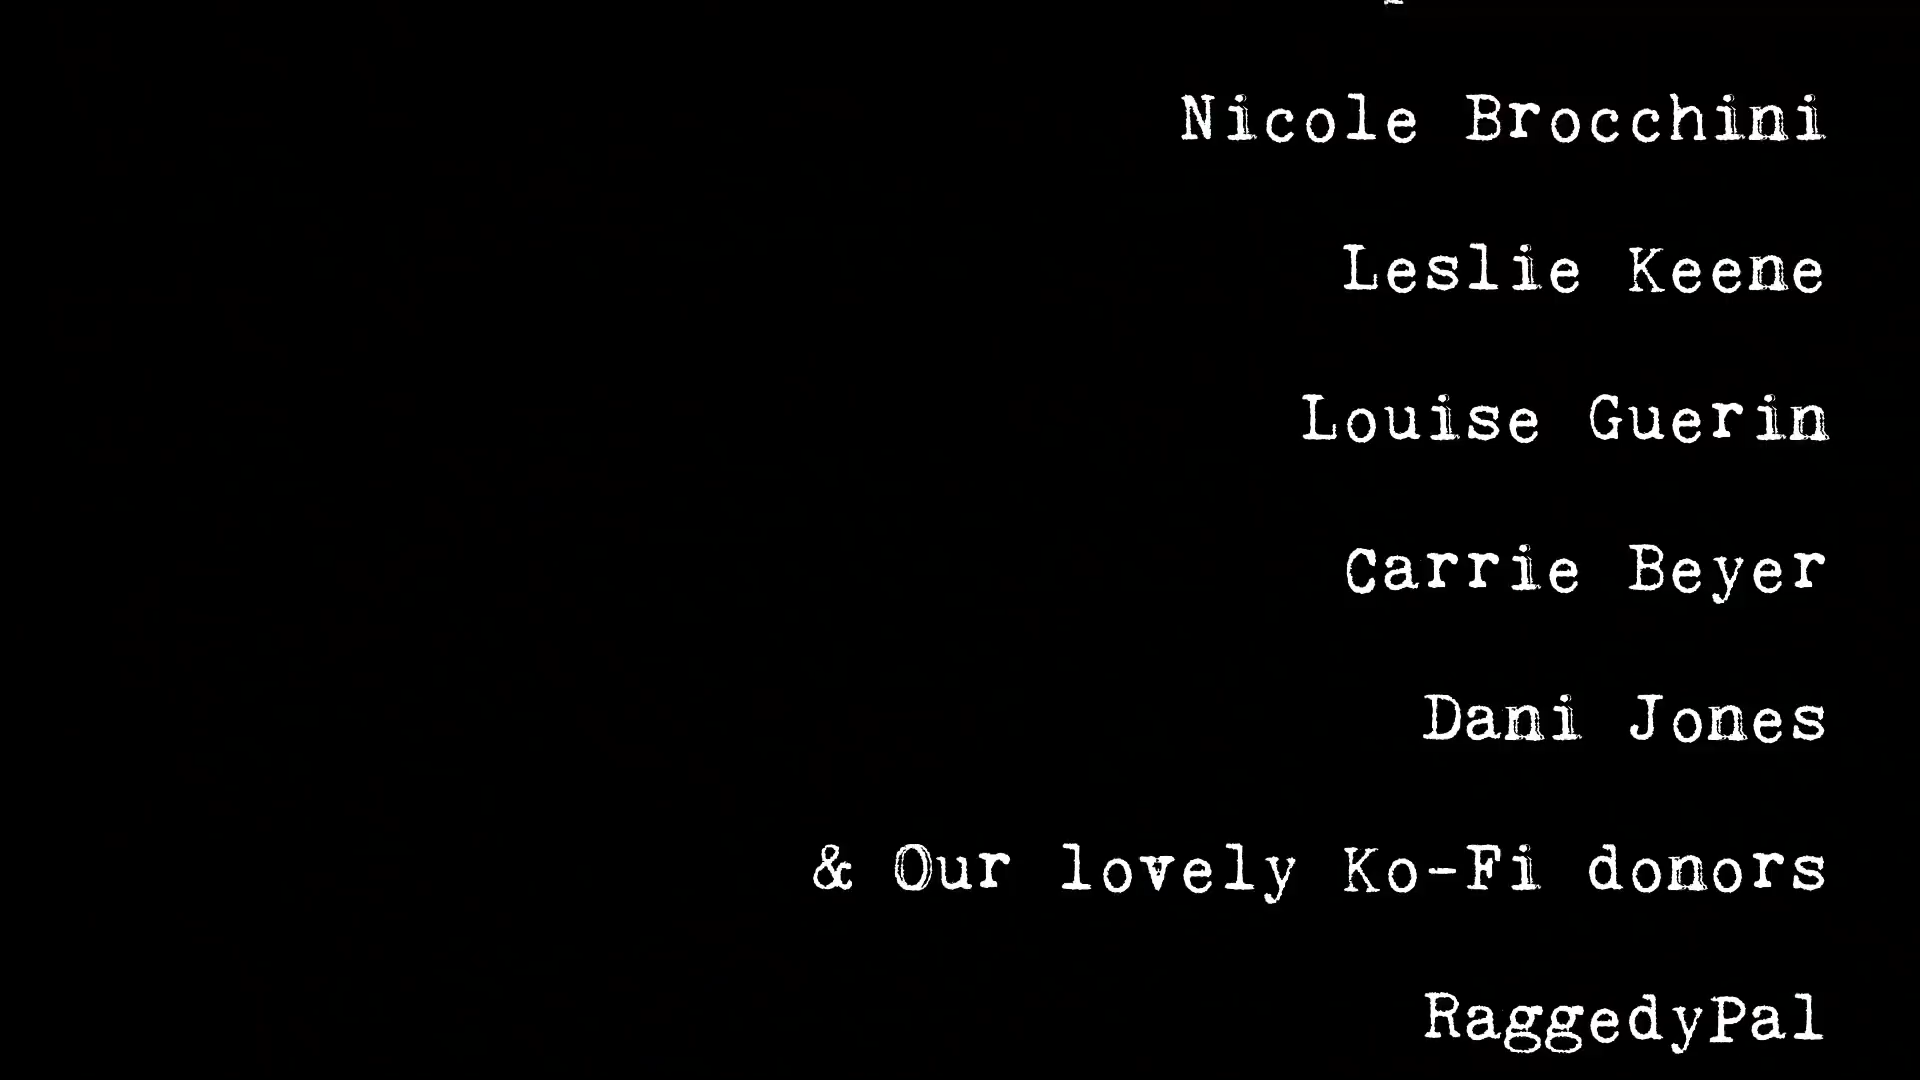 Nicole Brocchini
Leslie Keene
Louise Guerin
Carrie Beyer
Dani Jones
& Our lovely Ko-Fi donors
RaggedyPal